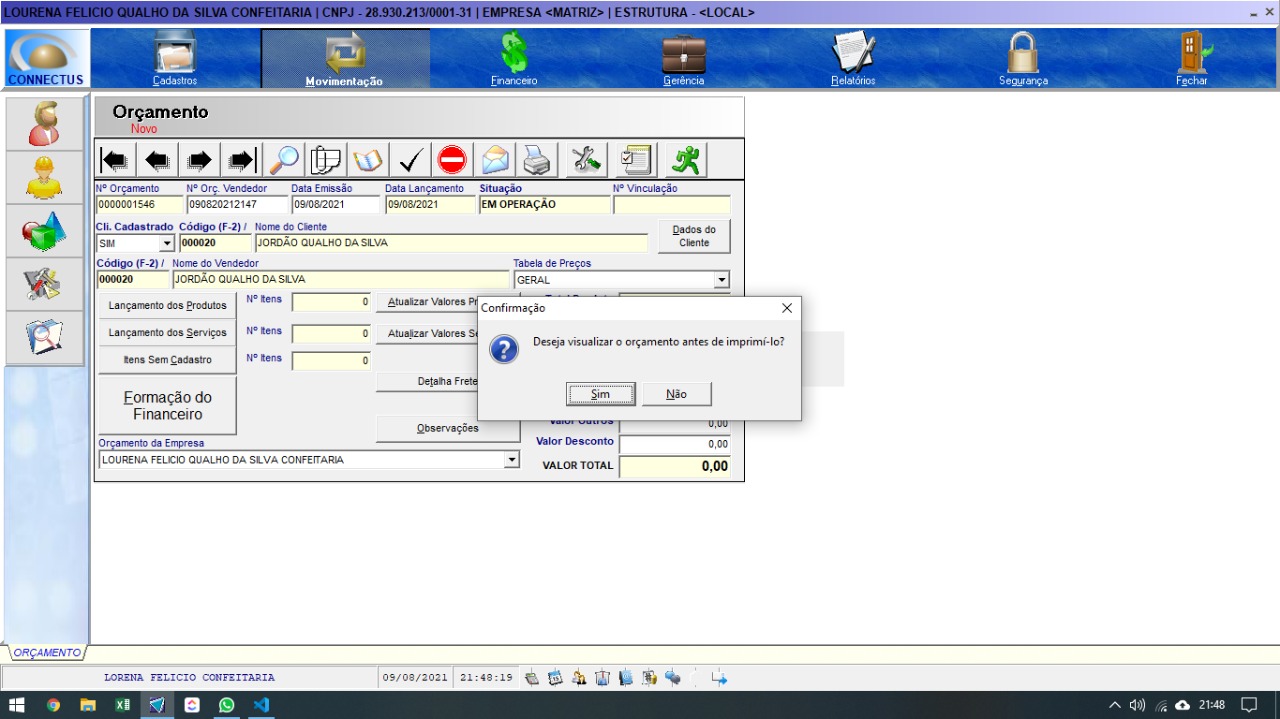 LOURENA FELICIO QUALHO DA SILVA CONFEITARIA | CNPJ - 28.930.213/0001-31 | EMPRESA <MATRIZ> | ESTRUTURA - <LOCAL>
CONNECTUS
Cadastros
Movimentação
Financeiro
Gerência
Relatórios
Segurança
Fechar
Orçamento
Novo
Nº Orçamento Nº Orç. Vendedor Data Emissão Data Lançamento Situação Nº Vinculação
0000001546 090820212147 09/08/2021 09/08/2021 EM OPERAÇÃO
Cli. Cadastrado Código (F-2) / Nome do Cliente
SIM 000020 JORDÃO QUALHO DA SILVA
Dados do
Cliente
Código (F-2) / Nome do Vendedor Tabela de Preços
000020 JORDÃO QUALHO DA SILVA GERAL
Lançamento dos Produtos Nº Itens 0 Atualizar Valores
Lançamento dos Serviços Nº Itens 0 Atualizar Valores
Itens Sem Cadastro Nº Itens 0
Detalha Frete
Formação do
Financeiro
Observações
Confirmação
Deseja visualizar o orçamento antes de imprimí-lo?
Sim Não
Valor Outros 0,00
Orçamento da Empresa Valor Desconto 0,00
LOURENA FELICIO QUALHO DA SILVA CONFEITARIA VALOR TOTAL 0,00
ORÇAMENTO
LORENA FELICIO CONFEITARIA 09/08/2021 21:48:19
21:48